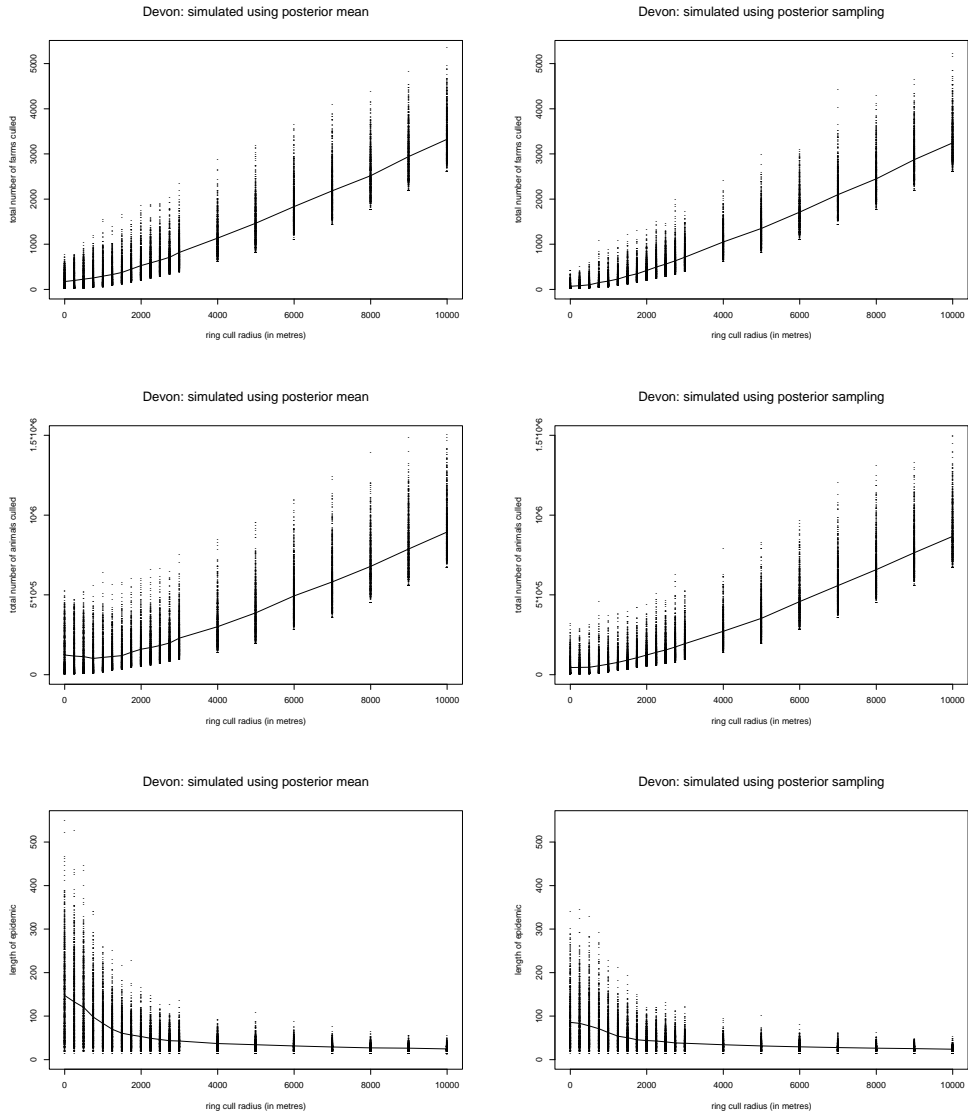 Devon: simulated using posterior mean
total number of farms culled
5000
4000
3000
2000
1000
0
0 2000 4000 6000 8000 10000
ring cull radius (in metres)
Devon: simulated using posterior sampling
total number of farms culled
5000
4000
3000
2000
1000
0
0 2000 4000 6000 8000 10000
ring cull radius (in metres)
Devon: simulated using posterior mean
total number of animals culled
1.5*10^6
10^6
5*10^5
0
0 2000 4000 6000 8000 10000
ring cull radius (in metres)
Devon: simulated using posterior sampling
total number of animals culled
1.5*10^6
10^6
5*10^5
0
0 2000 4000 6000 8000 10000
ring cull radius (in metres)
Devon: simulated using posterior mean
length of epidemic
500
400
300
200
100
0
0 2000 4000 6000 8000 10000
ring cull radius (in metres)
Devon: simulated using posterior sampling
length of epidemic
500
400
300
200
100
0
0 2000 4000 6000 8000 10000
ring cull radius (in metres)